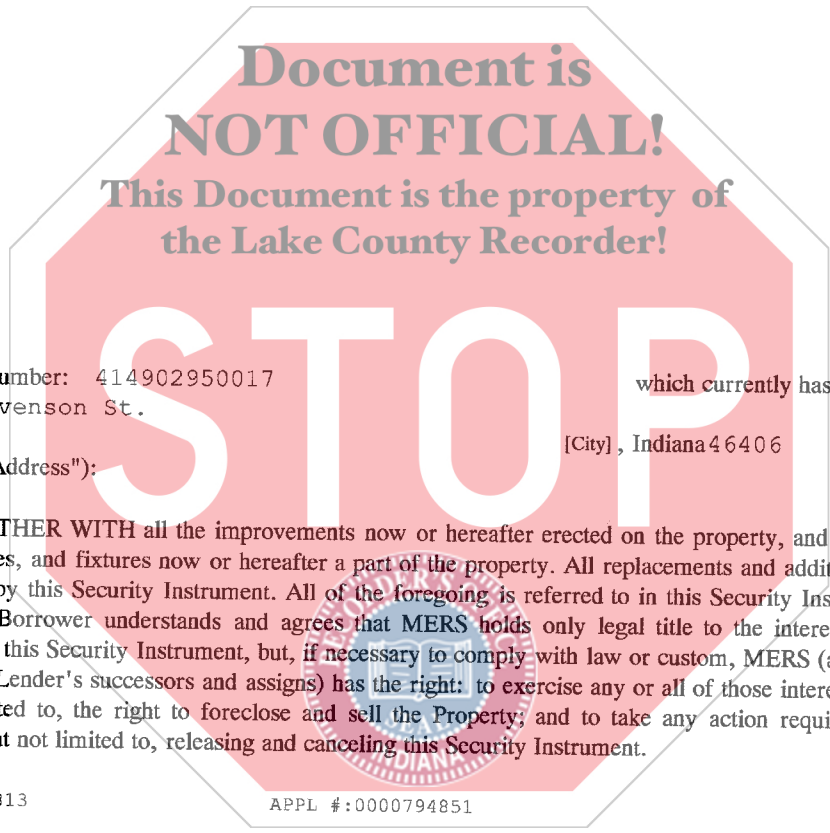 Document is
NOT OFFICIAL!
This Document is the property of
the Lake County Recorder!
STOP
umber: 414902950017 which currently has
venson St.
[City] , Indiana 46406
Address"):
THER WITH all the improvements now or hereafter erected on the property, and
es, and fixtures now or hereafter a part of the property. All replacements and addit
by this Security Instrument. All of the foregoing is referred to in this Security Ins
Borrower understands and agrees that MERS holds only legal title to the intere
this Security Instrument, but, if necessary to comply with law or custom, MERS (a
Lender's successors and assigns) has the right: to exercise any or all of those intere
ted to, the right to foreclose and sell the Property; and to take any action requi
t not limited to, releasing and canceling this Security Instrument.
RECORDER'S OFFICE
SEAL
INDIANA
313 APPL #:0000794851